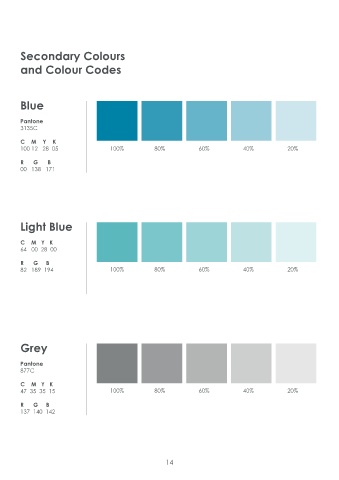 Secondary Colours
and Colour Codes
Blue
Pantone
3135C
C M Y K
100 12 28 05
R G B
00 138 171
100% 80% 60% 40% 20%
Light Blue
C M Y K
64 00 28 00
R G B
82 189 194
100% 80% 60% 40% 20%
Grey
Pantone
877C
C M Y K
47 35 35 15
R G B
137 140 142
100% 80% 60% 40% 20%
14